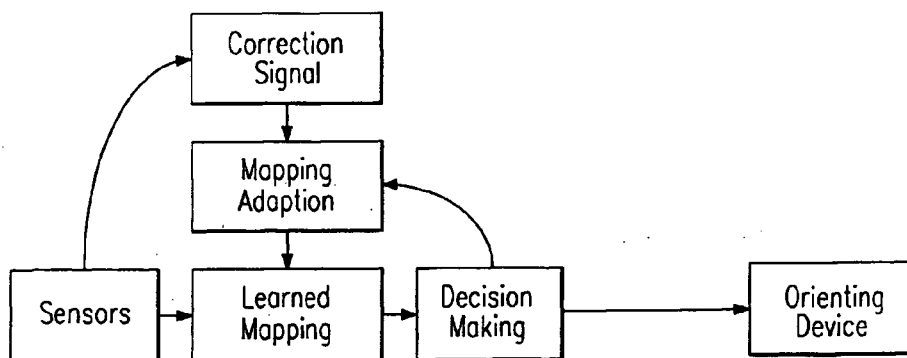 Correction
Signal
Mapping
Adaption
Sensors
Learned
Mapping
Decision
Making
Orienting
Device